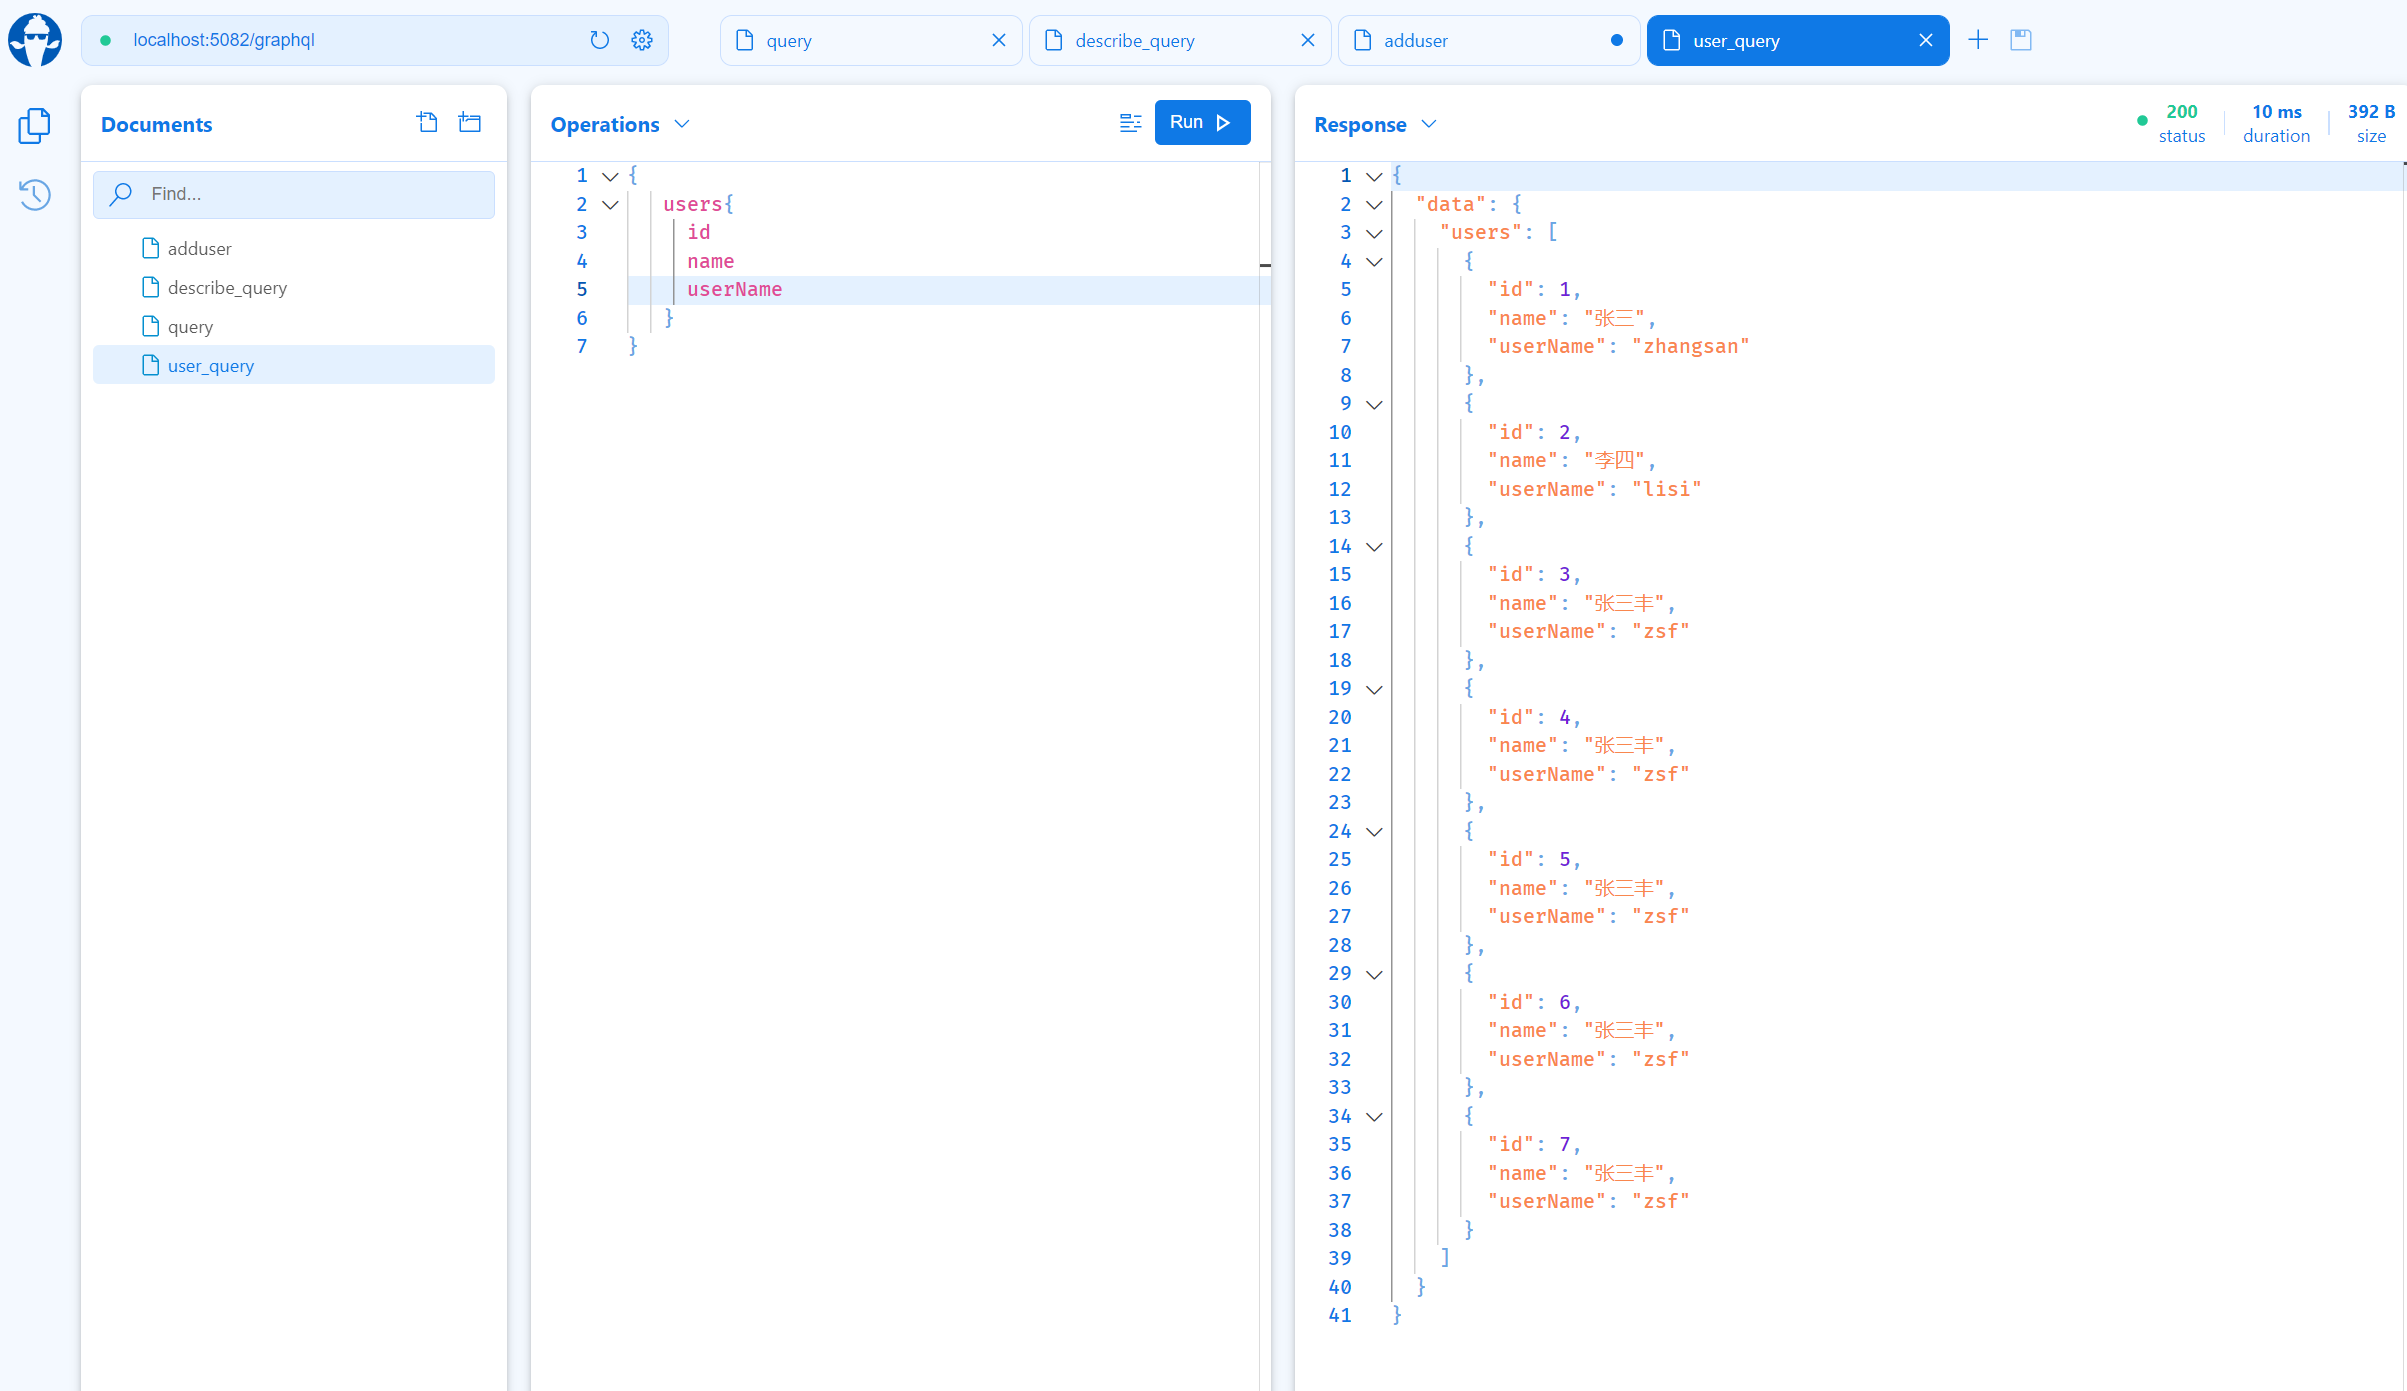 localhost:5082/graphql
query
describe_query
adduser
user_query
Documents
Find...
adduser
describe_query
query
user_query
Operations
Run
1 {
2 users{
3 id
4 name
5 userName
6 }
7 }
Response
200 status
10 ms duration
392 B size
1 {
2 "data": {
3 "users": [
4 {
5 "id": 1,
6 "name": "张三",
7 "userName": "zhangsan"
8 },
9 {
10 "id": 2,
11 "name": "李四",
12 "userName": "lisi"
13 },
14 {
15 "id": 3,
16 "name": "张三丰",
17 "userName": "zsf"
18 },
19 {
20 "id": 4,
21 "name": "张三丰",
22 "userName": "zsf"
23 },
24 {
25 "id": 5,
26 "name": "张三丰",
27 "userName": "zsf"
28 },
29 {
30 "id": 6,
31 "name": "张三丰",
32 "userName": "zsf"
33 },
34 {
35 "id": 7,
36 "name": "张三丰",
37 "userName": "zsf"
38 }
39 ]
40 }
41 }